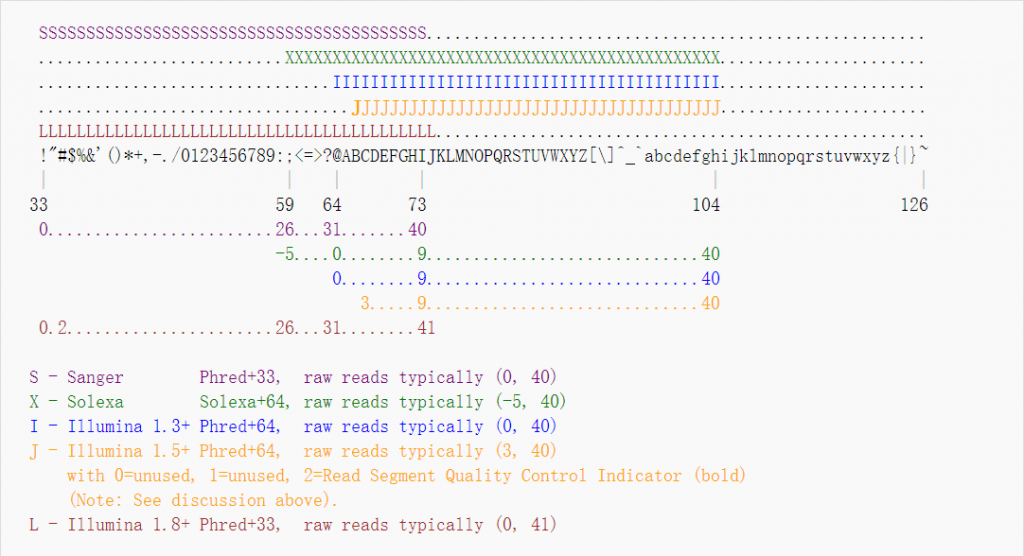 SSSSSSSSSSSSSSSSSSSSSSSSSSSSSSSSSSSSSSSSS.....................................................
..........................XXXXXXXXXXXXXXXXXXXXXXXXXXXXXXXXXXXXXXXXXXXXXX......................
...............................IIIIIIIIIIIIIIIIIIIIIIIIIIIIIIIIIIIIIIIII......................
.................................JJJJJJJJJJJJJJJJJJJJJJJJJJJJJJJJJJJJJJJ......................
LLLLLLLLLLLLLLLLLLLLLLLLLLLLLLLLLLLLLLLLLL....................................................
!"#$%&'()*+,-./0123456789:;<=>?@ABCDEFGHIJKLMNOPQRSTUVWXYZ[\]^_`abcdefghijklmnopqrstuvwxyz{|}~
| | | | | |
33 59 64 73 104 126
0........................26...31.......40
-5....0........9.............................40
0........9.............................40
3.....9.............................40
0.2......................26...31........41
S - Sanger Phred+33, raw reads typically (0, 40)
X - Solexa Solexa+64, raw reads typically (-5, 40)
I - Illumina 1.3+ Phred+64, raw reads typically (0, 40)
J - Illumina 1.5+ Phred+64, raw reads typically (3, 40)
with 0=unused, 1=unused, 2=Read Segment Quality Control Indicator (bold)
(Note: See discussion above).
L - Illumina 1.8+ Phred+33, raw reads typically (0, 41)